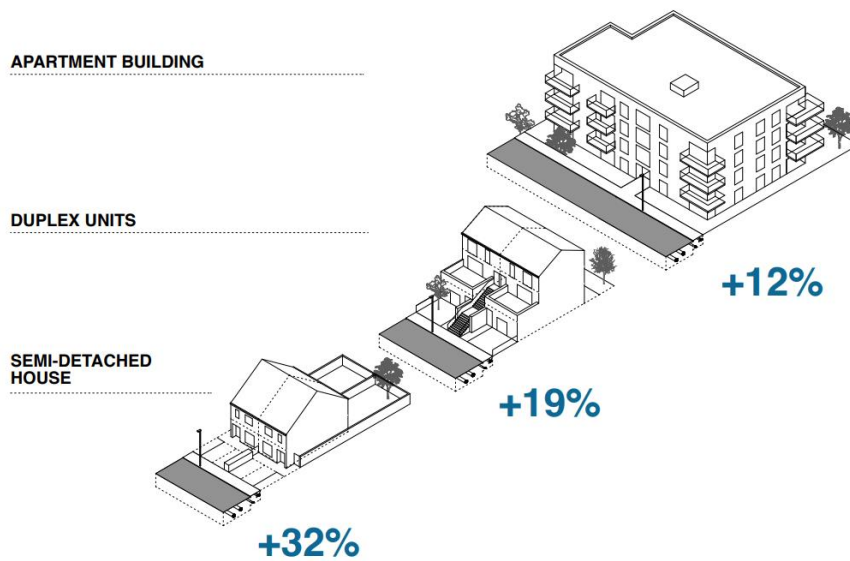 APARTMENT BUILDING
+12%
DUPLEX UNITS
+19%
SEMI-DETACHED
HOUSE
+32%